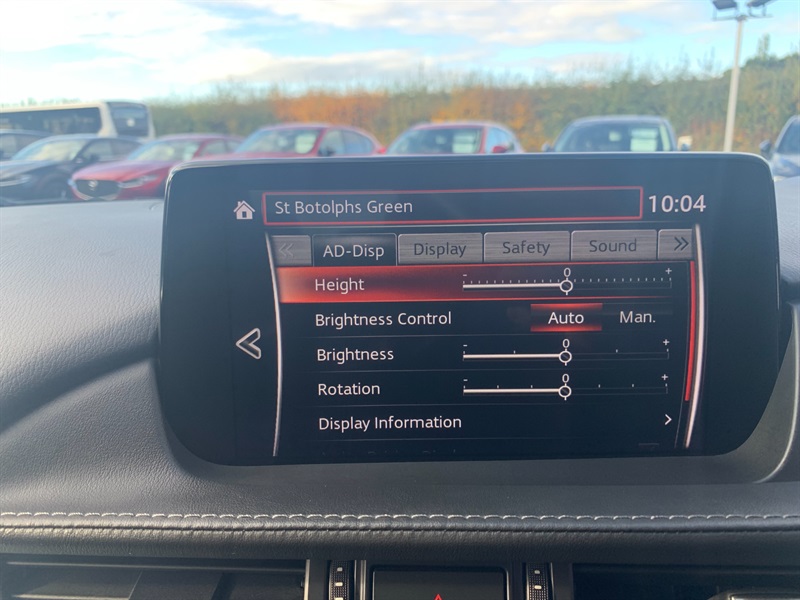 St Botolphs Green 10:04
« AD-Disp Display Safety Sound »
Height - 0 +
Brightness Control Auto Man.
Brightness - 0 +
Rotation - 0 +
Display Information >